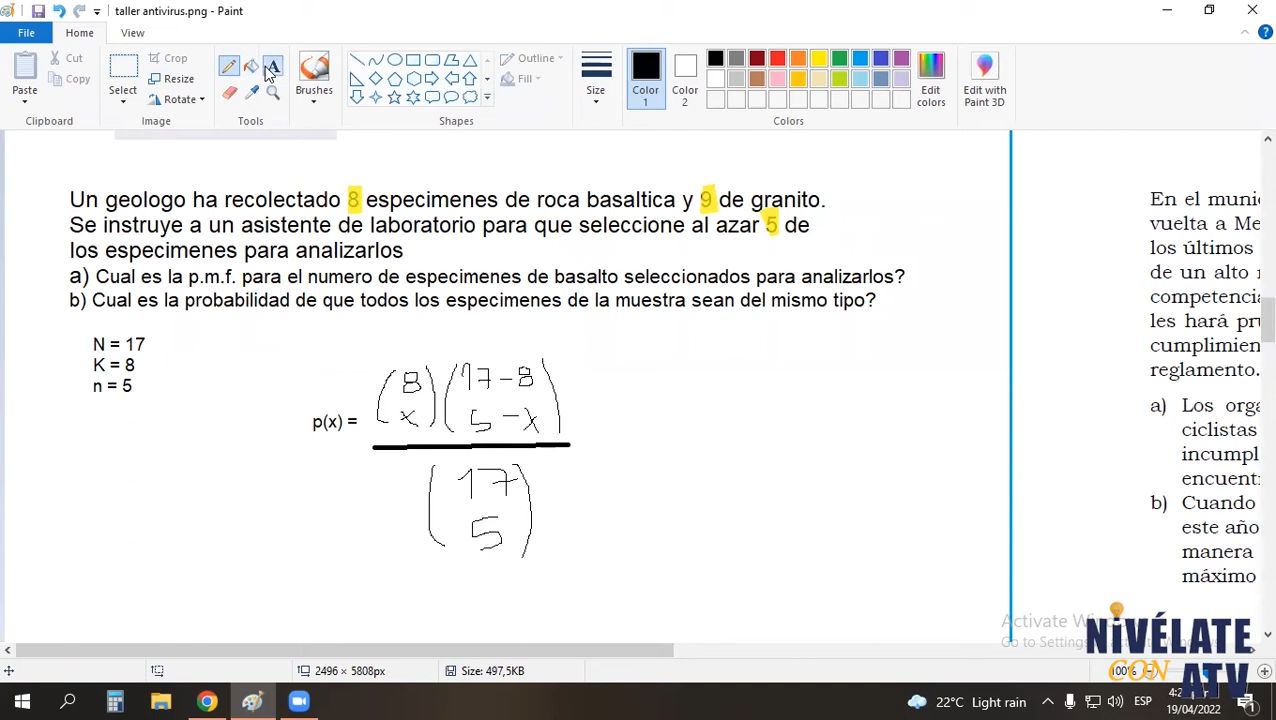 taller antivirus.png - Paint
File
Home
View
Paste
Cut
Copy
Clipboard
Select
Crop
Resize
Rotate
Image
Tools
Brushes
Shapes
Outline
Fill
Size
Color 1
Color 2
Colors
Edit colors
Edit with Paint 3D
Un geologo ha recolectado 8 especimenes de roca basaltica y 9 de granito.
Se instruye a un asistente de laboratorio para que seleccione al azar 5 de
los especimenes para analizarlos
a) Cual es la p.m.f. para el numero de especimenes de basalto seleccionados para analizarlos?
b) Cual es la probabilidad de que todos los especimenes de la muestra sean del mismo tipo?
N = 17
K = 8
n = 5
p(x) =
(8 x) (17-8 5-x)
(17 5)
En el muni
vuelta a Me
los últimos
de un alto r
competencia
les hará pru
cumplimien
reglamento.
a) Los orga
ciclistas
incumpl
encuentr
b) Cuando
este año
manera
máximo
Activate Win
Go to Settings
NIVÉLATE
CON ATV
2496 × 5808px
Size: 497,5KB
100%
22°C Light rain
ESP
4:2
19/04/2022
1